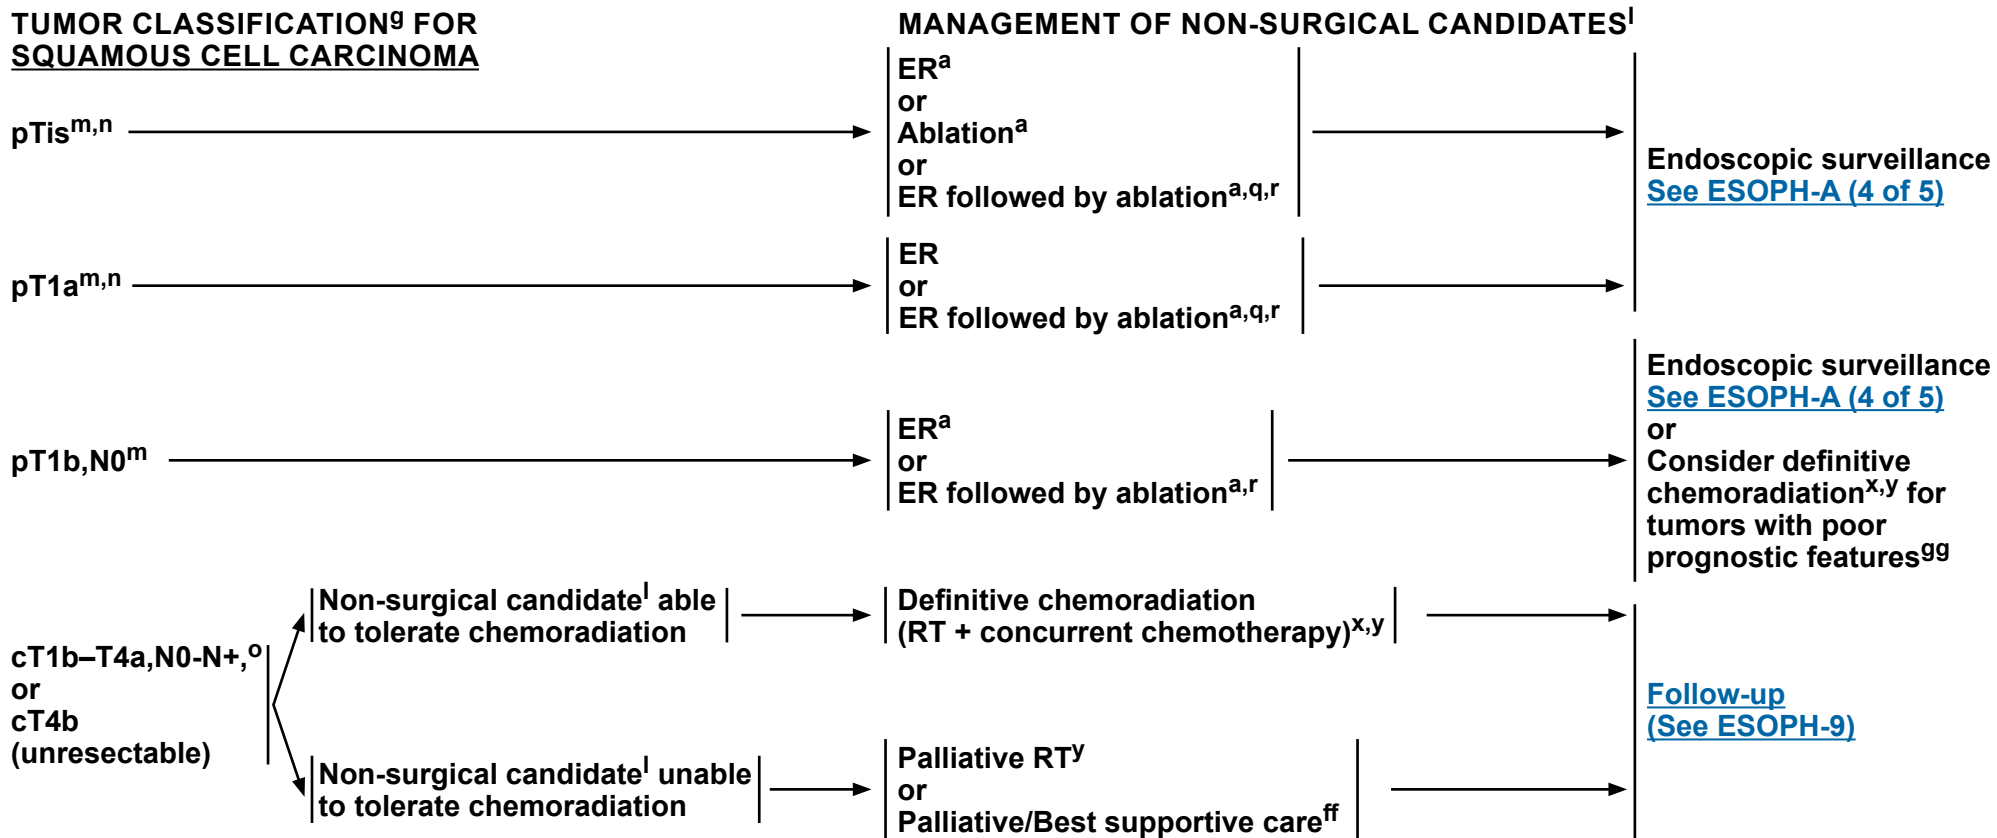 TUMOR CLASSIFICATIONg FOR
SQUAMOUS CELL CARCINOMA
MANAGEMENT OF NON-SURGICAL CANDIDATESl
pTism,n
ERa
or
Ablationa
or
ER followed by ablationa,q,r
Endoscopic surveillance
See ESOPH-A (4 of 5)
pT1am,n
ER
or
ER followed by ablationa,q,r
pT1b,N0m
ERa
or
ER followed by ablationa,r
Endoscopic surveillance
See ESOPH-A (4 of 5)
or
Consider definitive
chemoradiationx,y for
tumors with poor
prognostic featuresgg
cT1b–T4a,N0-N+,o
or
cT4b
(unresectable)
Non-surgical candidatel able
to tolerate chemoradiation
Definitive chemoradiation
(RT + concurrent chemotherapy)x,y
Non-surgical candidatel unable
to tolerate chemoradiation
Palliative RTy
or
Palliative/Best supportive careff
Follow-up
(See ESOPH-9)